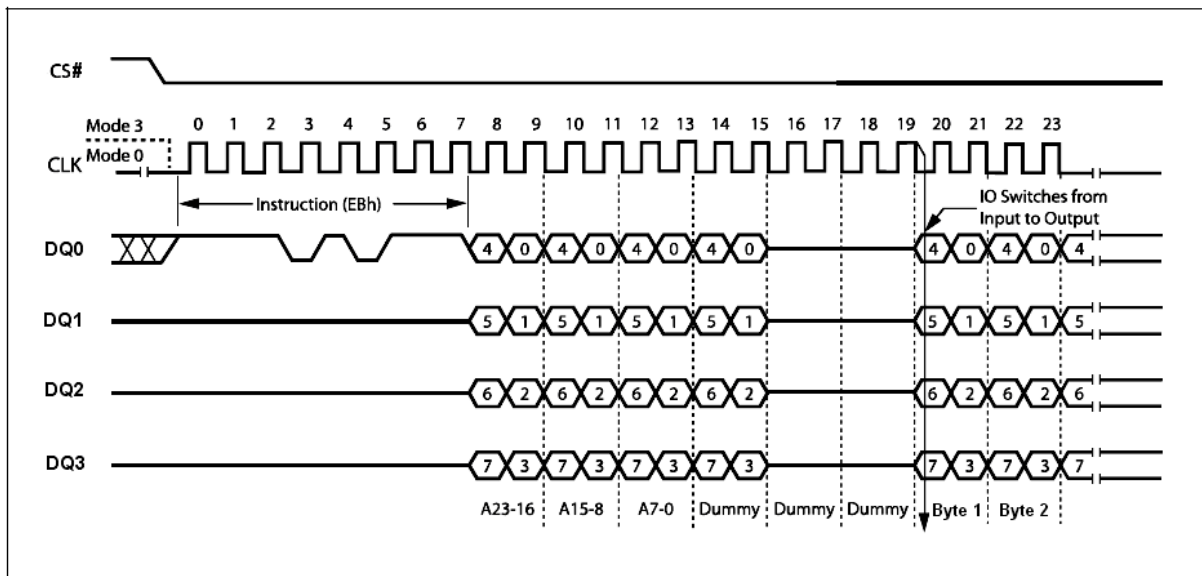 CS#
Mode 3
0 1 2 3 4 5 6 7 8 9 10 11 12 13 14 15 16 17 18 19 20 21 22 23
CLK
Mode 0
Instruction (EBh)
IO Switches from
Input to Output
DQ0
4 0 4 0 4 0 4 0 4 0 4 0 4
DQ1
5 1 5 1 5 1 5 1 5 1 5 1 5
DQ2
6 2 6 2 6 2 6 2 6 2 6 2 6
DQ3
7 3 7 3 7 3 7 3 7 3 7 3 7
A23-16 A15-8 A7-0 Dummy Dummy Dummy Byte 1 Byte 2